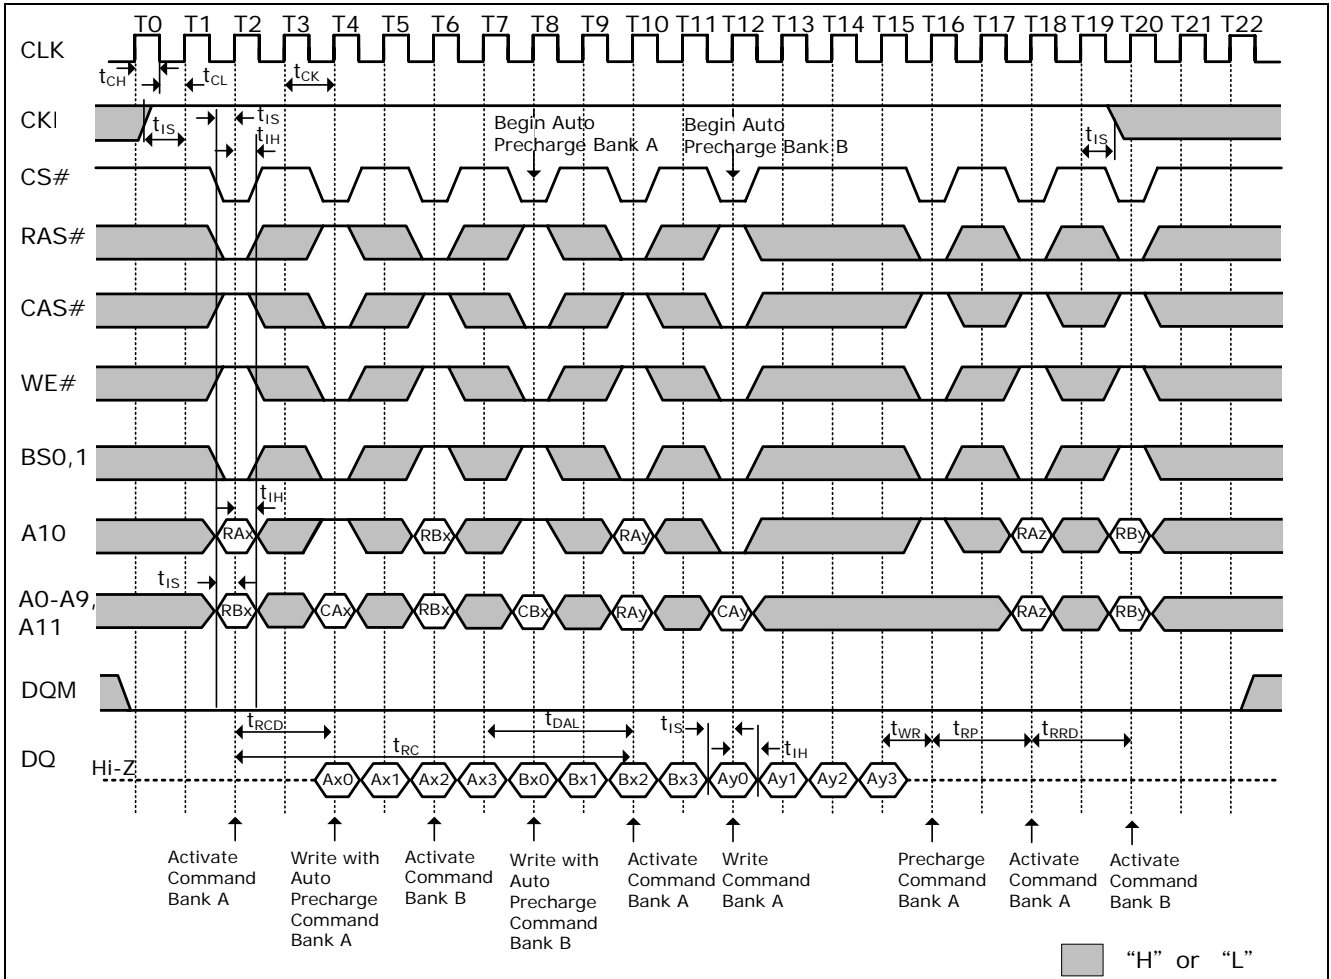 T0 T1 T2 T3 T4 T5 T6 T7 T8 T9 T10 T11 T12 T13 T14 T15 T16 T17 T18 T19 T20 T21 T22
CLK
tCH tCL tCK
CKI
tIS tIS tIH tIS
Begin Auto
Precharge Bank A
Begin Auto
Precharge Bank B
CS#
RAS#
CAS#
WE#
BS0,1
tIH
A10
RAx RBx RAy RAz RBy
tIS
A0-A9,
A11
RBx CAx RBx CBx RAy CAy RAz RBy
DQM
tRCD tDAL tIS tWR tRP tRRD
tRC tIH
DQ
Hi-Z
Ax0 Ax1 Ax2 Ax3 Bx0 Bx1 Bx2 Bx3 Ay0 Ay1 Ay2 Ay3
Activate
Command
Bank A
Write with
Auto
Precharge
Command
Bank A
Activate
Command
Bank B
Write with
Auto
Precharge
Command
Bank B
Activate
Command
Bank A
Write
Command
Bank A
Precharge
Command
Bank A
Activate
Command
Bank A
Activate
Command
Bank B
“H” or “L”